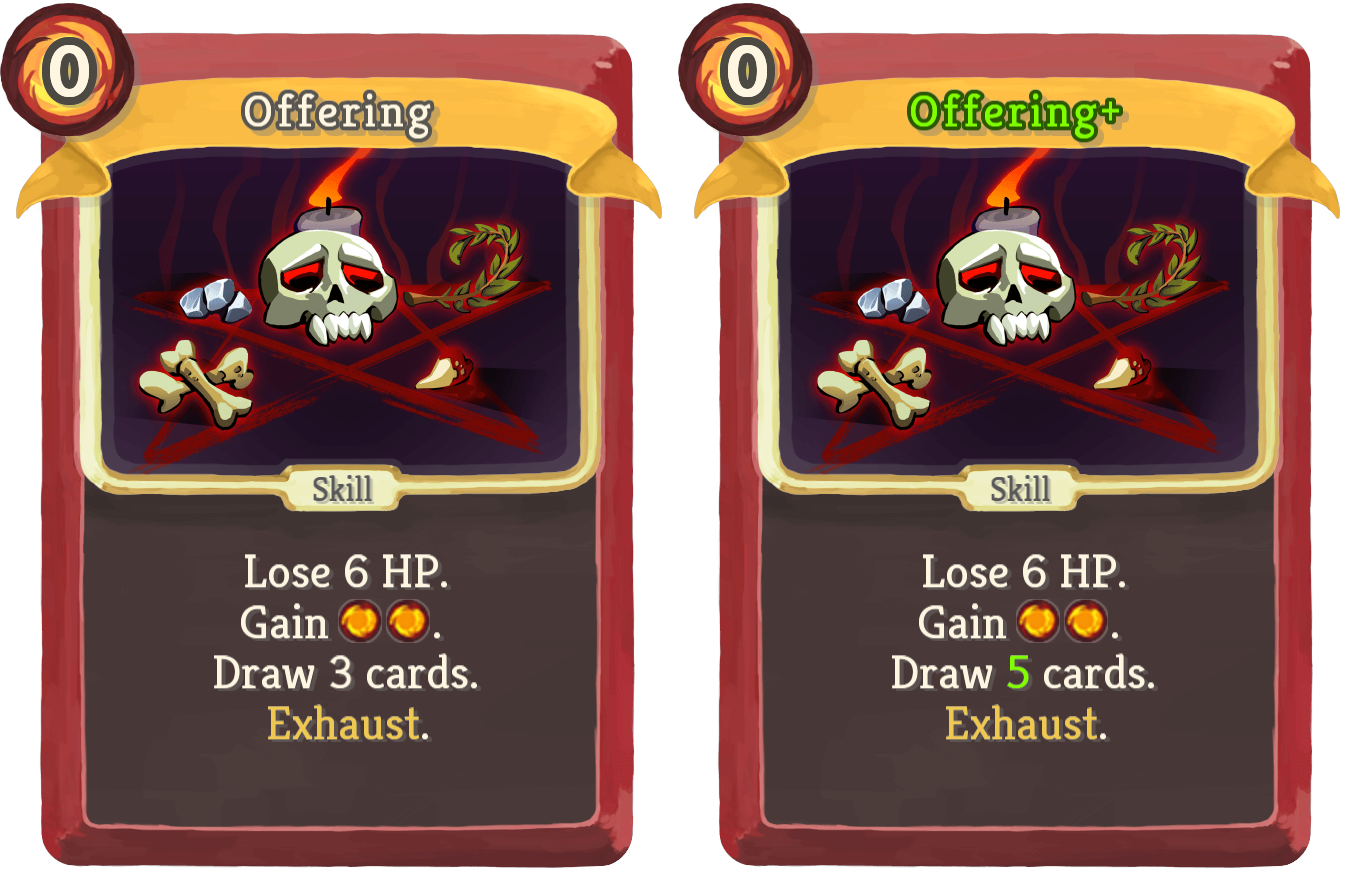 0
Offering
Skill
Lose 6 HP.
Gain .
Draw 3 cards.
Exhaust.
0
Offering+
Skill
Lose 6 HP.
Gain .
Draw 5 cards.
Exhaust.